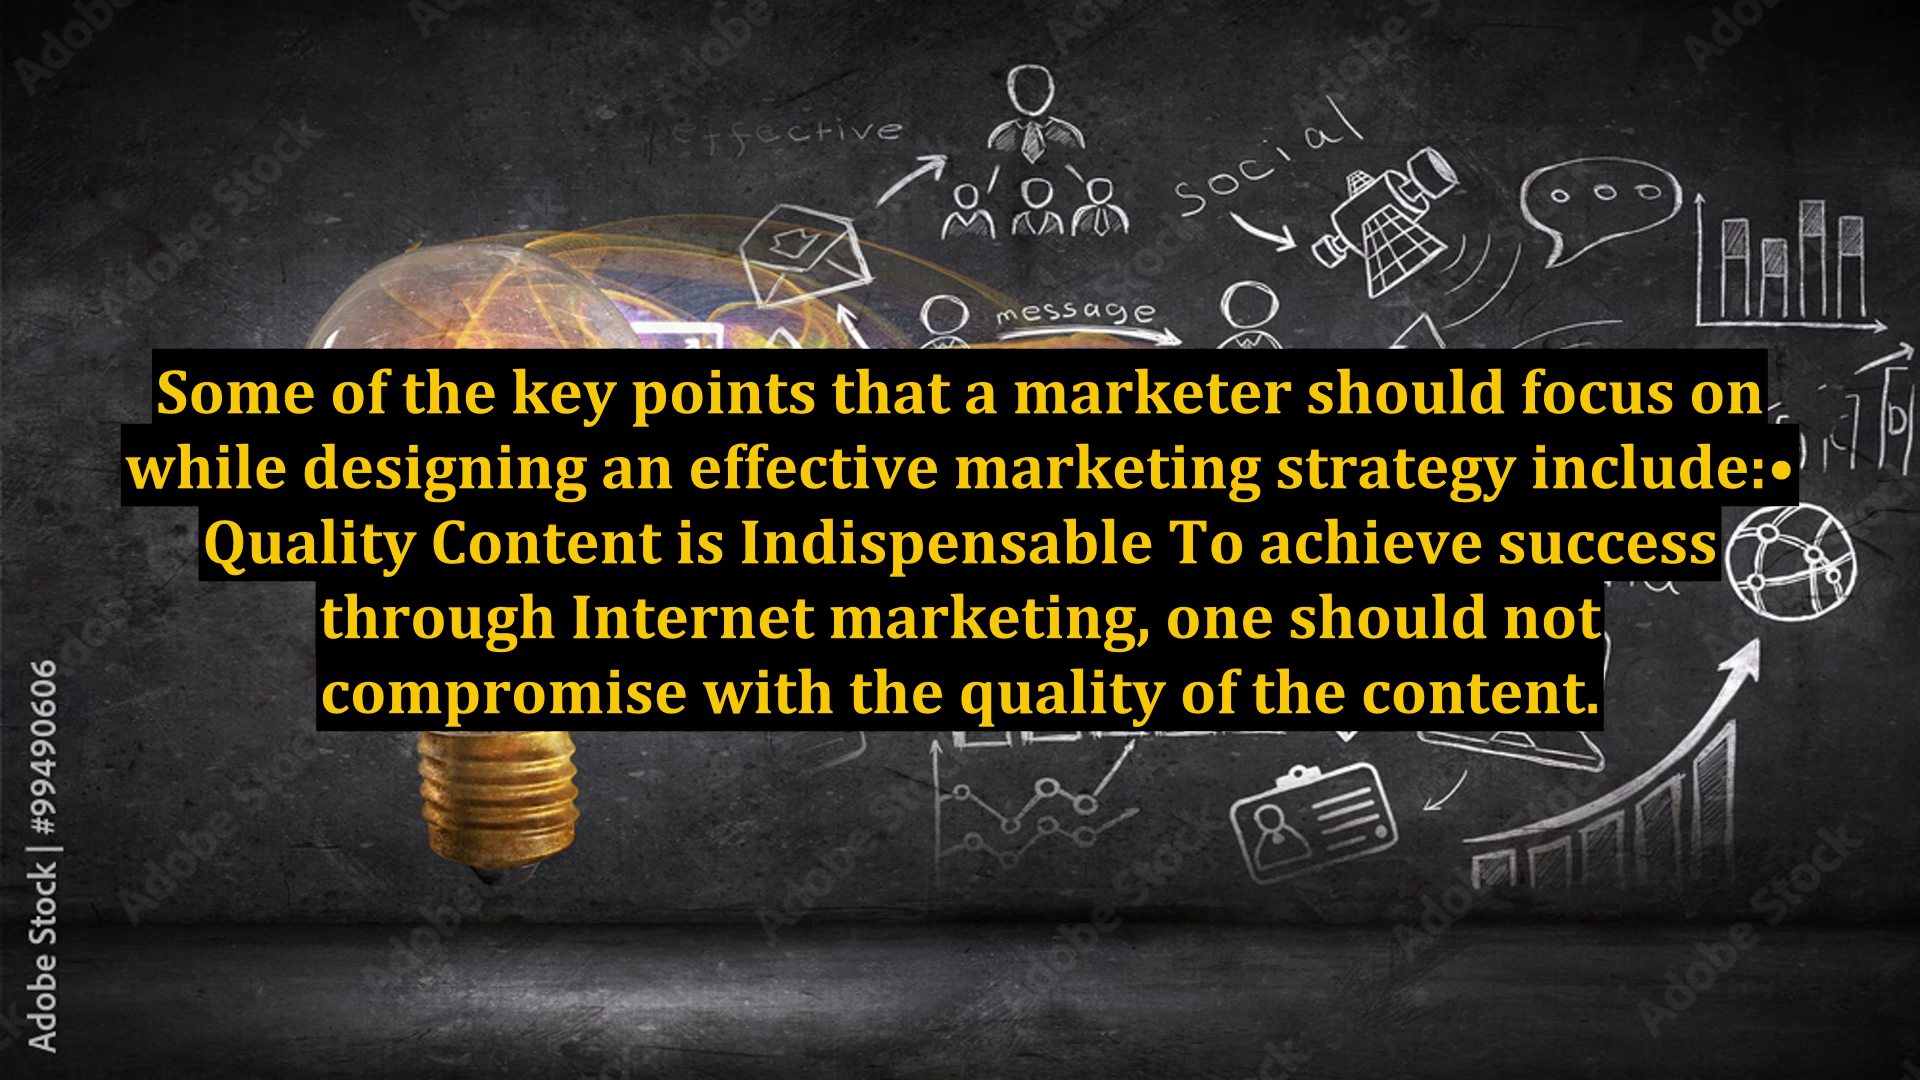 effective
social
message
Some of the key points that a marketer should focus on
while designing an effective marketing strategy include:•
Quality Content is Indispensable To achieve success
through Internet marketing, one should not
compromise with the quality of the content.
Adobe Stock | #99490606